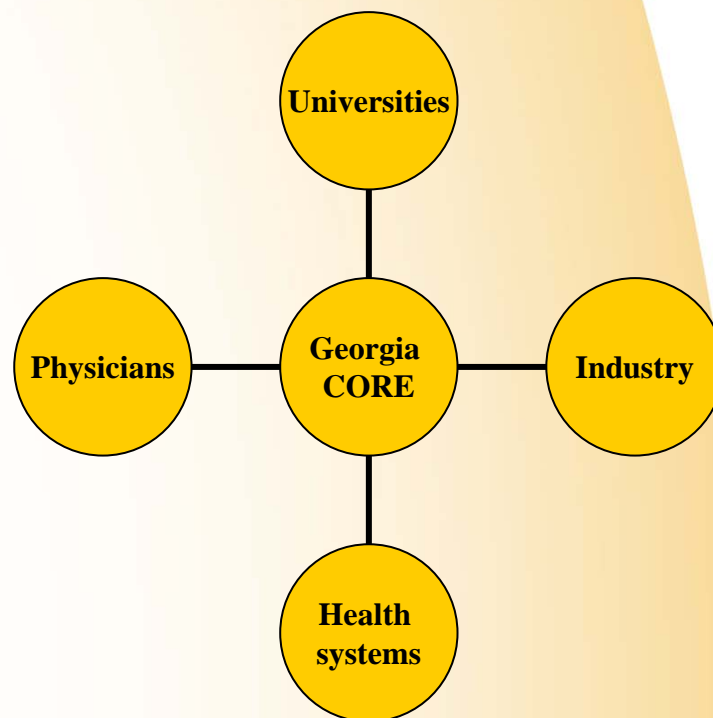 Universities
Physicians
Georgia
CORE
Industry
Health
systems